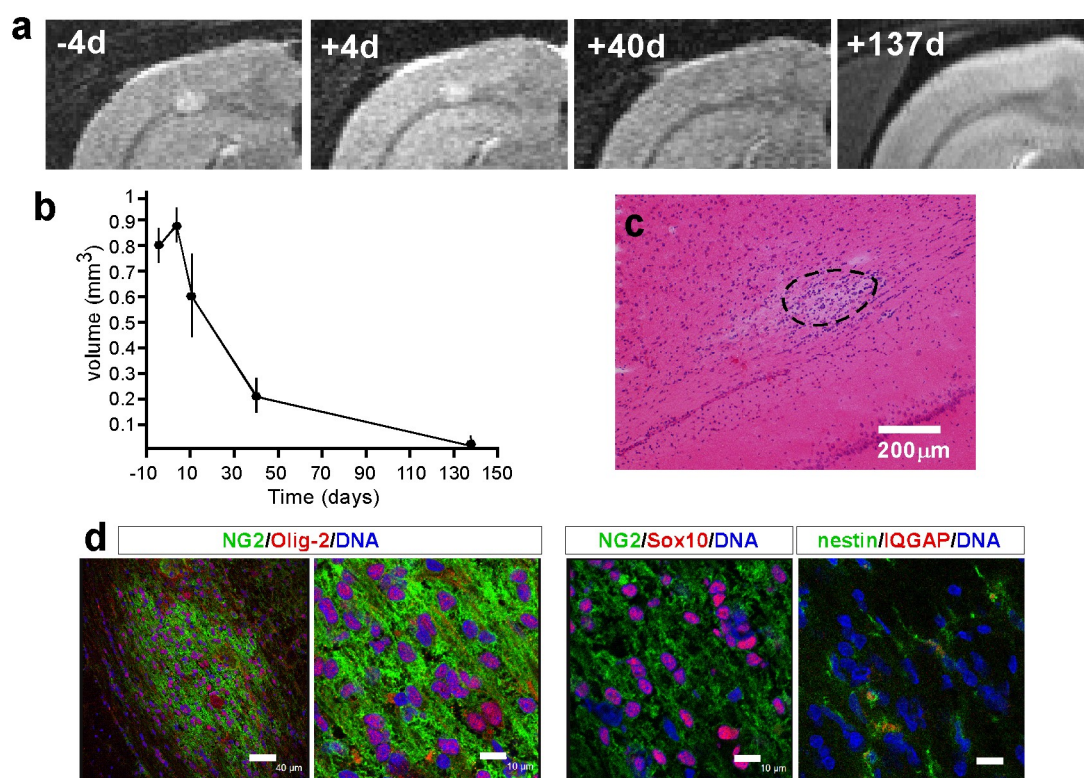 a
-4d
+4d
+40d
+137d
b
volume (mm³)
1
0.9
0.8
0.7
0.6
0.5
0.4
0.3
0.2
0.1
-10 10 30 50 70 90 110 130 150
Time (days)
c
200µm
d
NG2/Olig-2/DNA
NG2/Sox10/DNA
nestin/IQGAP/DNA
40 µm
10 µm
10 µm